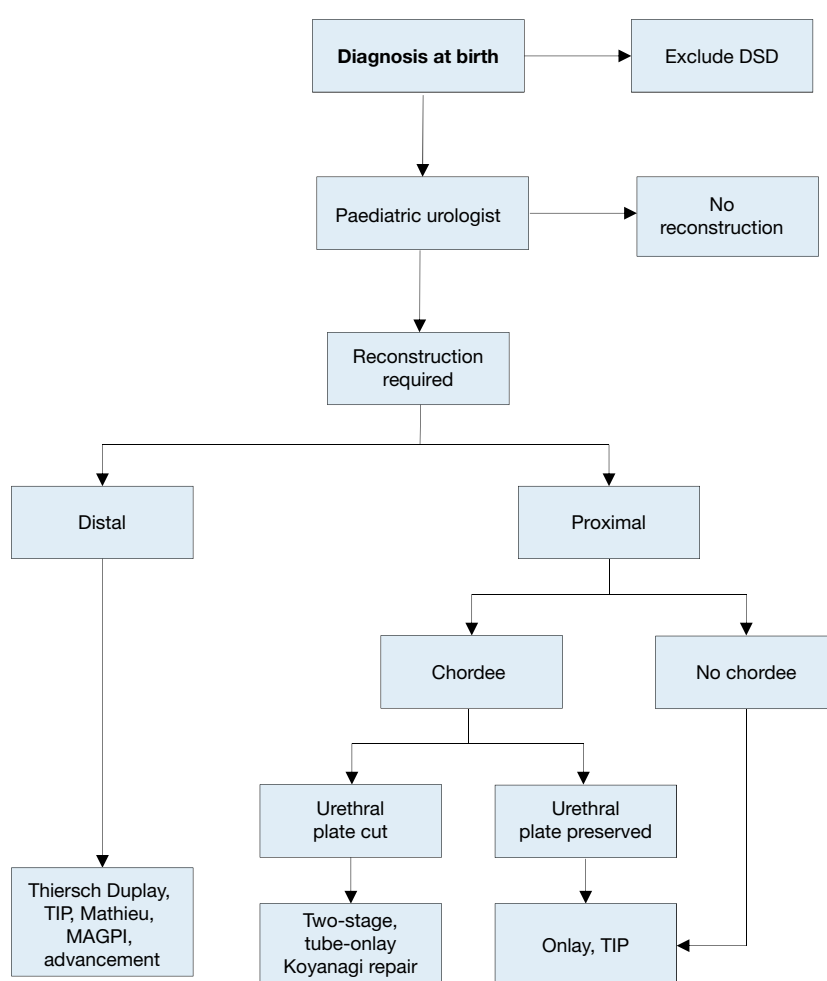 Diagnosis at birth
Exclude DSD
Paediatric urologist
No
reconstruction
Reconstruction
required
Distal
Proximal
Chordee
No chordee
Urethral
plate cut
Urethral
plate preserved
Thiersch Duplay,
TIP, Mathieu,
MAGPI,
advancement
Two-stage,
tube-onlay
Koyanagi repair
Onlay, TIP